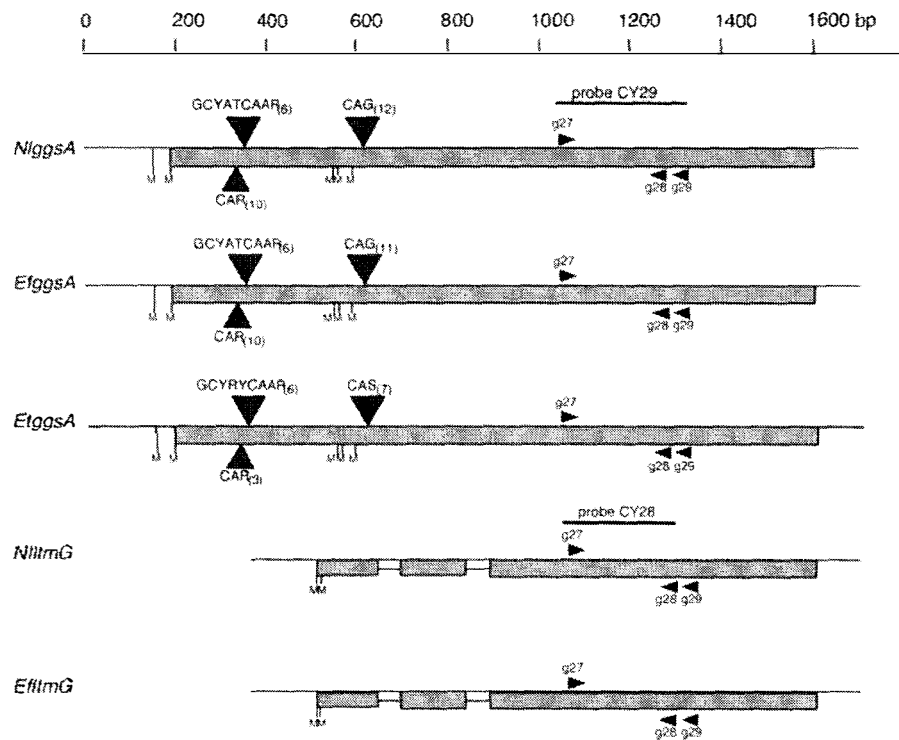 0 200 400 600 800 1000 1200 1400 1600 bp
probe CY29
GCYATCAAR(6) CAG(12)
g27
NlggsA
CAR(10)
g28 g29
GCYATCAAR(6) CAG(11)
g27
EfggsA
CAR(10)
g28 g29
GCYRYCAAR(6) CAS(7)
g27
EtggsA
CAR(3)
g28 g29
probe CY28
g27
NlltmG
MM
g28 g29
g27
EfltmG
MM
g28 g29